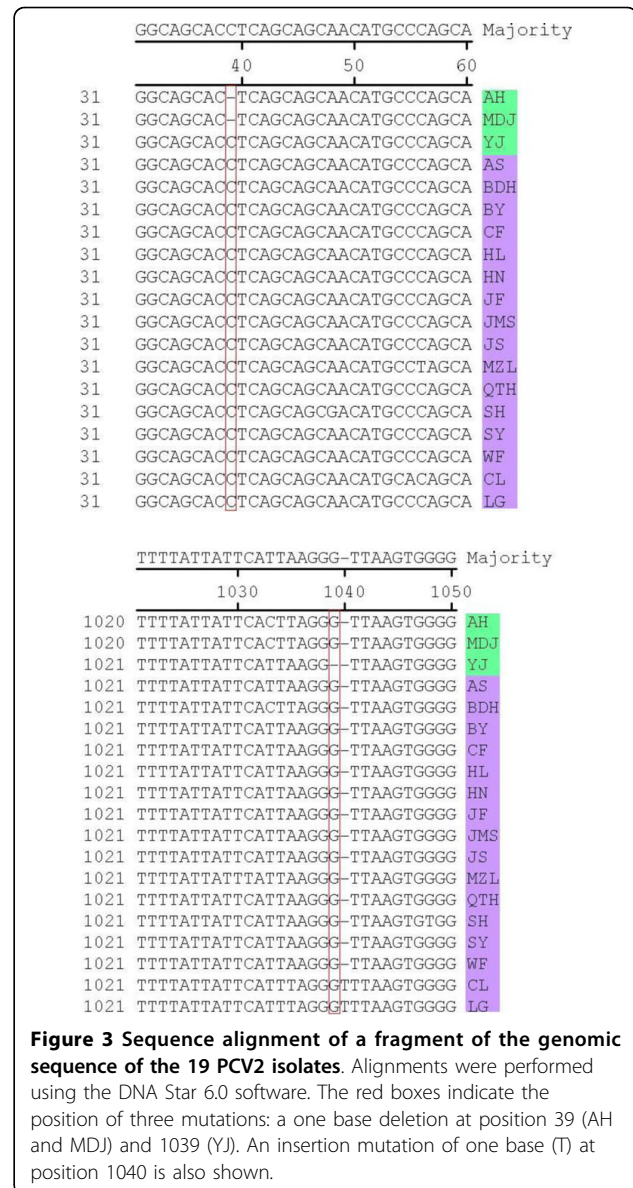 GGCAGCACCTCAGCAGCAACATGCCCAGCA Majority
40 50 60
31 GGCAGCAC-TCAGCAGCAACATGCCCAGCA AH
31 GGCAGCAC-TCAGCAGCAACATGCCCAGCA MDJ
31 GGCAGCACCTCAGCAGCAACATGCCCAGCA YJ
31 GGCAGCACCTCAGCAGCAACATGCCCAGCA AS
31 GGCAGCACCTCAGCAGCAACATGCCCAGCA BDH
31 GGCAGCACCTCAGCAGCAACATGCCCAGCA BY
31 GGCAGCACCTCAGCAGCAACATGCCCAGCA CF
31 GGCAGCACCTCAGCAGCAACATGCCCAGCA HL
31 GGCAGCACCTCAGCAGCAACATGCCCAGCA HN
31 GGCAGCACCTCAGCAGCAACATGCCCAGCA JF
31 GGCAGCACCTCAGCAGCAACATGCCCAGCA JMS
31 GGCAGCACCTCAGCAGCAACATGCCCAGCA JS
31 GGCAGCACCTCAGCAGCAACATGCCTAGCA MZL
31 GGCAGCACCTCAGCAGCAACATGCCCAGCA QTH
31 GGCAGCACCTCAGCAGCGACATGCCCAGCA SH
31 GGCAGCACCTCAGCAGCAACATGCCCAGCA SY
31 GGCAGCACCTCAGCAGCAACATGCCCAGCA WF
31 GGCAGCACCTCAGCAGCAACATGCACAGCA CL
31 GGCAGCACCTCAGCAGCAACATGCCCAGCA LG
TTTTATTATTCATTAAGGG-TTAAGTGGGG Majority
1030 1040 1050
1020 TTTTATTATTCACTTAGGG-TTAAGTGGGG AH
1020 TTTTATTATTCACTTAGGG-TTAAGTGGGG MDJ
1021 TTTTATTATTCATTAAGG--TTAAGTGGGG YJ
1021 TTTTATTATTCATTAAGGG-TTAAGTGGGG AS
1021 TTTTATTATTCACTTAGGG-TTAAGTGGGG BDH
1021 TTTTATTATTCATTAAGGG-TTAAGTGGGG BY
1021 TTTTATTATTCATTAAGGG-TTAAGTGGGG CF
1021 TTTTATTATTCATTAAGGG-TTAAGTGGGG HL
1021 TTTTATTATTCATTAAGGG-TTAAGTGGGG HN
1021 TTTTATTATTCATTAAGGG-TTAAGTGGGG JF
1021 TTTTATTATTCATTAAGGG-TTAAGTGGGG JMS
1021 TTTTATTATTCATTAAGGG-TTAAGTGGGG JS
1021 TTTTATTATTTATTAAGGG-TTAAGTGGGG MZL
1021 TTTTATTATTCATTAAGGG-TTAAGTGGGG QTH
1021 TTTTATTATTCATTAAGGG-TTAAGTGTGG SH
1021 TTTTATTATTCATTAAGGG-TTAAGTGGGG SY
1021 TTTTATTATTCATTAAGGG-TTAAGTGGGG WF
1021 TTTTATTATTCATTTAGGGTTTAAGTGGGG CL
1021 TTTTATTATTCATTTAGGGTTTAAGTGGGG LG
Figure 3 Sequence alignment of a fragment of the genomic
sequence of the 19 PCV2 isolates. Alignments were performed
using the DNA Star 6.0 software. The red boxes indicate the
position of three mutations: a one base deletion at position 39 (AH
and MDJ) and 1039 (YJ). An insertion mutation of one base (T) at
position 1040 is also shown.